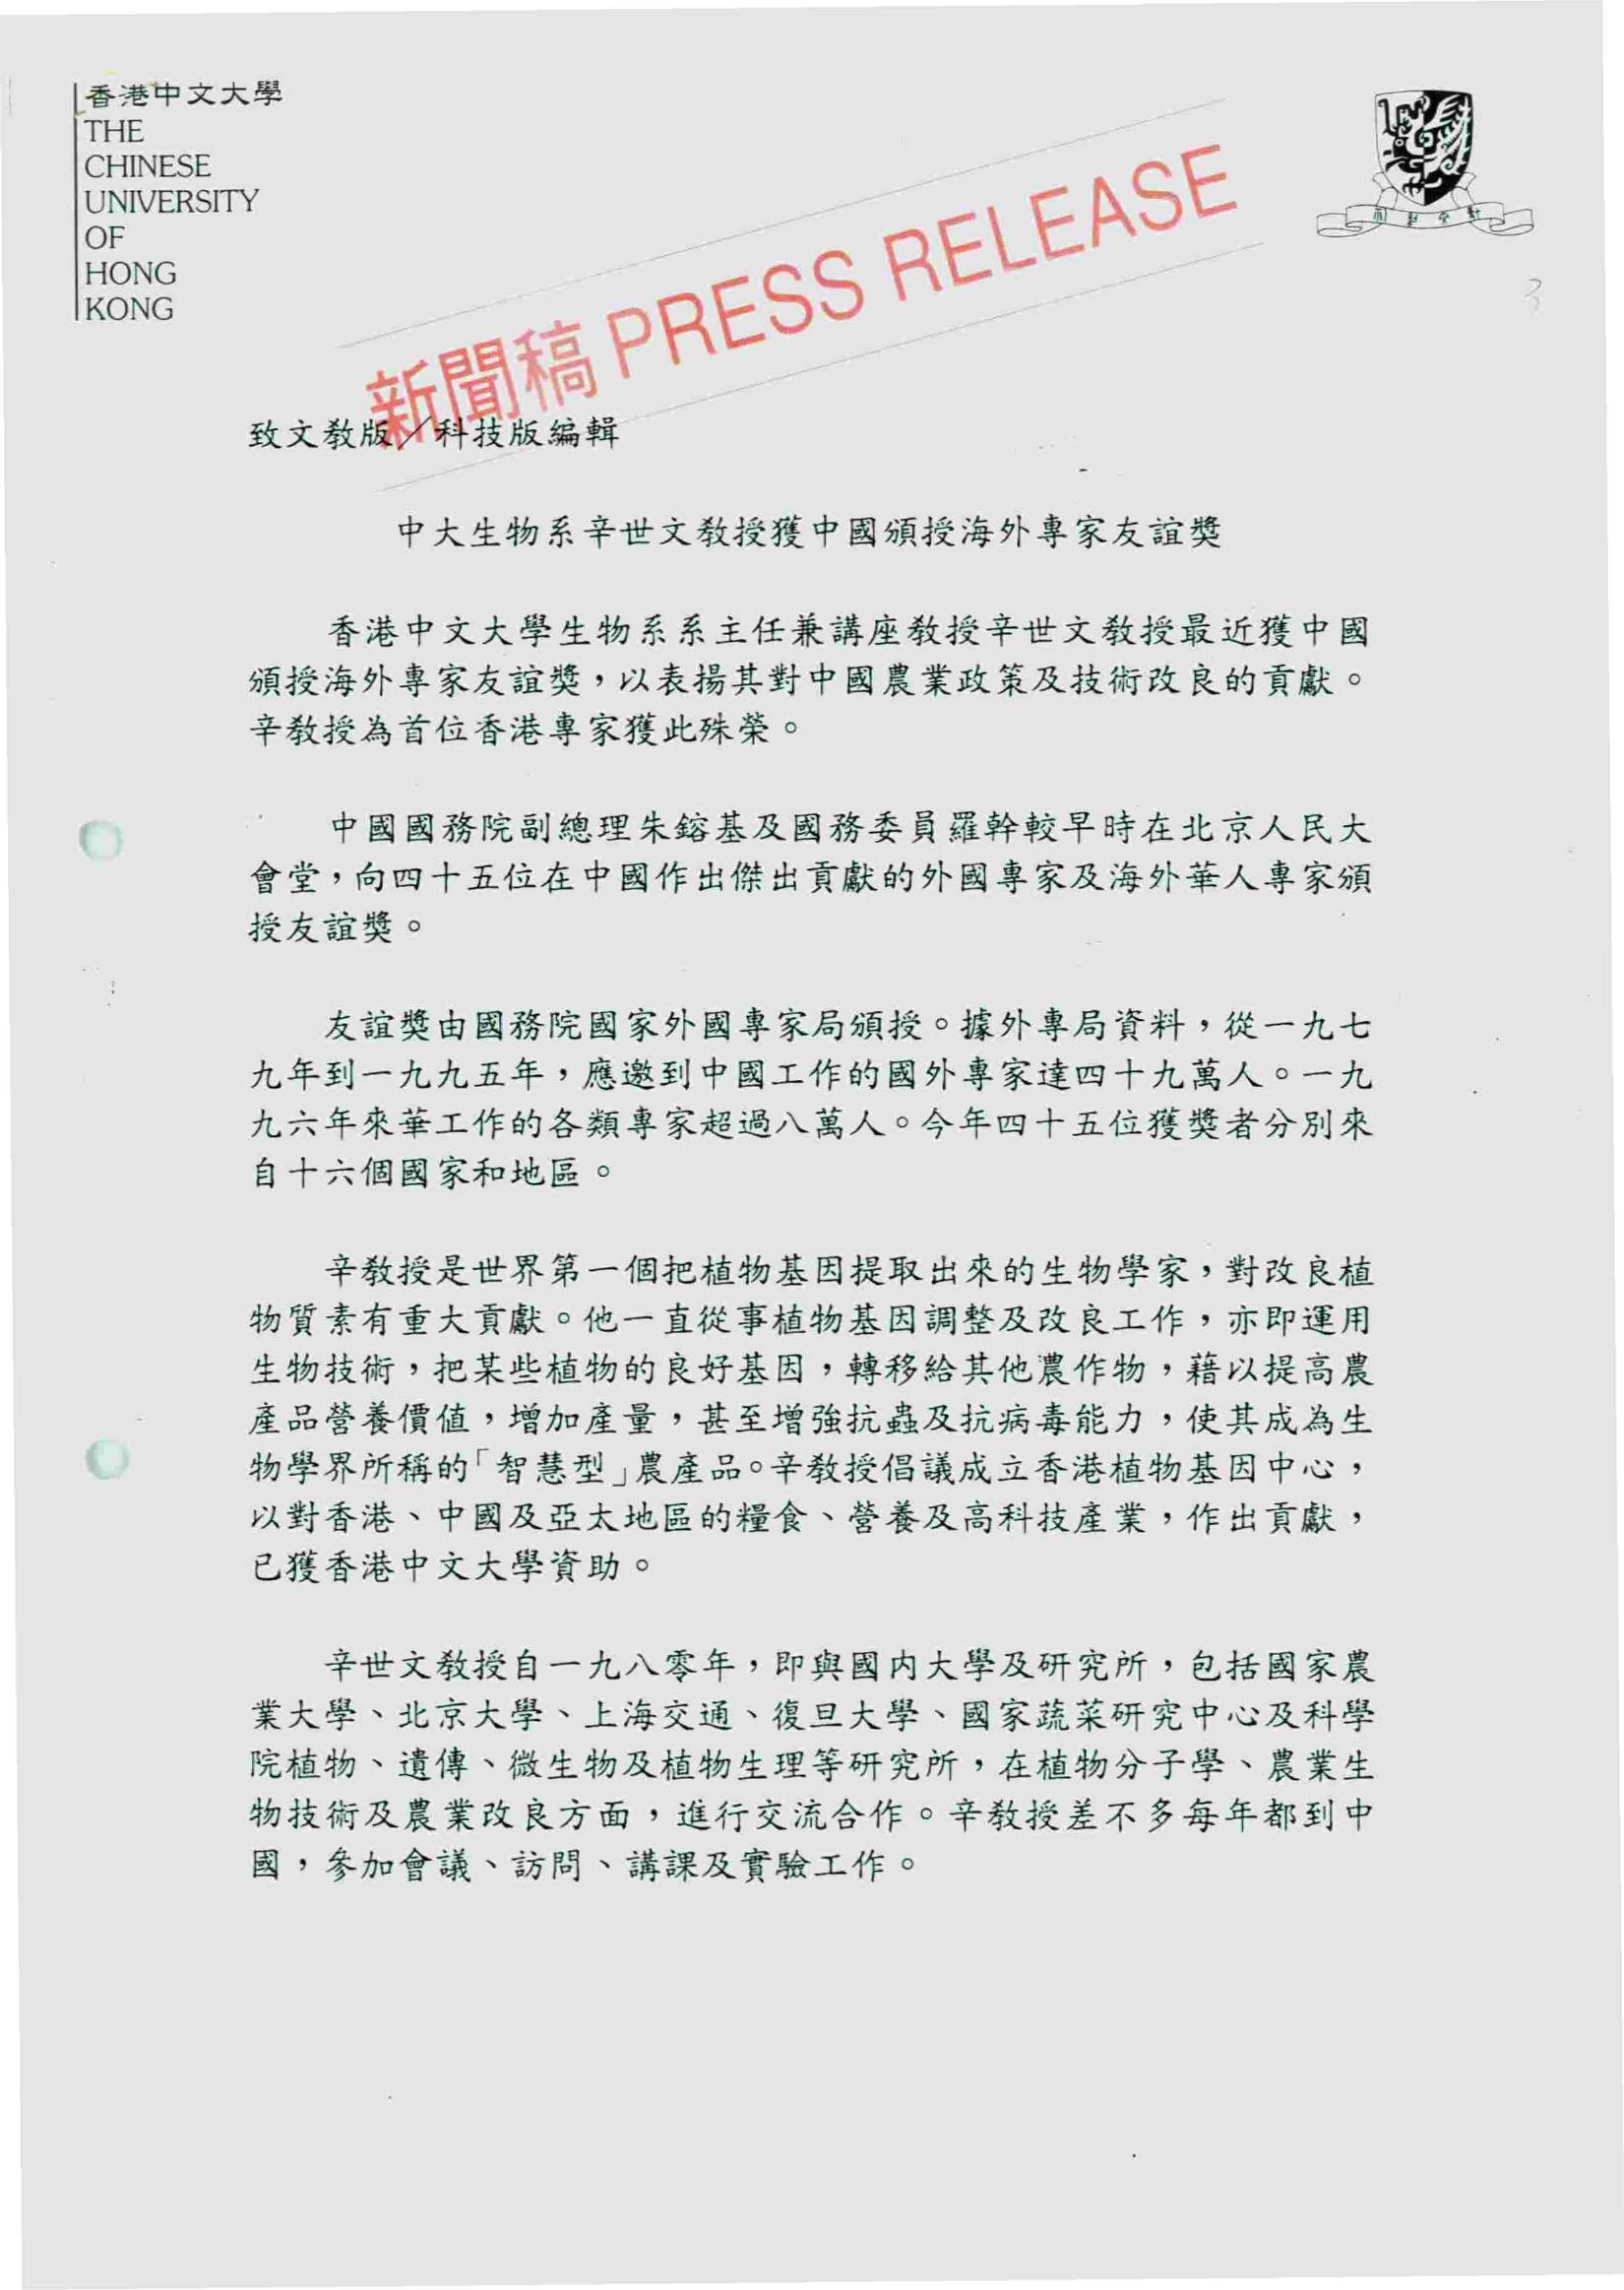 香港中文大學
THE
CHINESE
UNIVERSITY
OF
HONG
KONG
新聞稿 PRESS RELEASE
3
致文教版／科技版編輯
中大生物系辛世文教授獲中國頒授海外專家友誼獎
香港中文大學生物系系主任兼講座教授辛世文教授最近獲中國
頒授海外專家友誼獎，以表揚其對中國農業政策及技術改良的貢獻。
辛教授為首位香港專家獲此殊榮。
中國國務院副總理朱鎔基及國務委員羅幹較早時在北京人民大
會堂，向四十五位在中國作出傑出貢獻的外國專家及海外華人專家頒
授友誼獎。
友誼獎由國務院國家外國專家局頒授。據外專局資料，從一九七
九年到一九九五年，應邀到中國工作的國外專家達四十九萬人。一九
九六年來華工作的各類專家超過八萬人。今年四十五位獲獎者分別來
自十六個國家和地區。
辛教授是世界第一個把植物基因提取出來的生物學家，對改良植
物質素有重大貢獻。他一直從事植物基因調整及改良工作，亦即運用
生物技術，把某些植物的良好基因，轉移給其他農作物，藉以提高農
產品營養價值，增加產量，甚至增強抗蟲及抗病毒能力，使其成為生
物學界所稱的「智慧型」農產品。辛教授倡議成立香港植物基因中心，
以對香港、中國及亞太地區的糧食、營養及高科技產業，作出貢獻，
已獲香港中文大學資助。
辛世文教授自一九八零年，即與國內大學及研究所，包括國家農
業大學、北京大學、上海交通、復旦大學、國家蔬菜研究中心及科學
院植物、遺傳、微生物及植物生理等研究所，在植物分子學、農業生
物技術及農業改良方面，進行交流合作。辛教授差不多每年都到中
國，參加會議、訪問、講課及實驗工作。